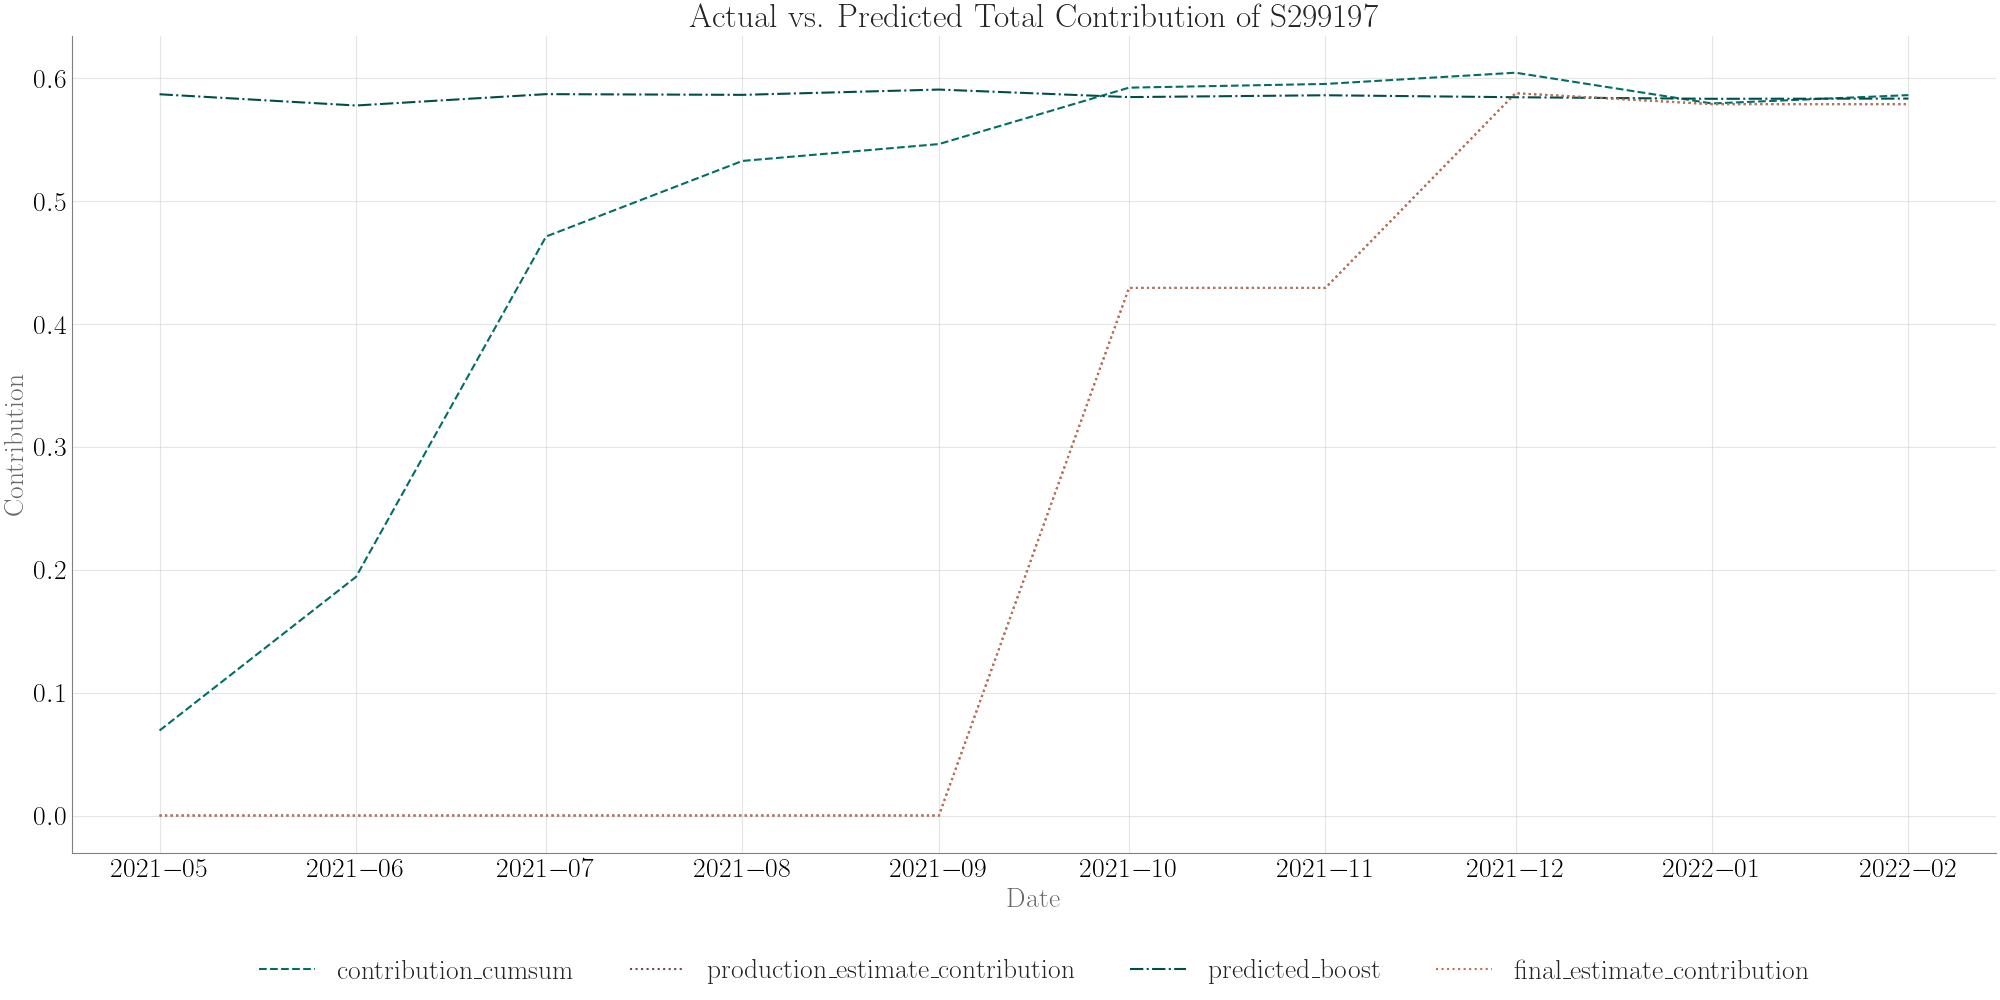 Actual vs. Predicted Total Contribution of S299197
0.6
0.5
0.4
0.3
0.2
0.1
0.0
Contribution
2021−05 2021−06 2021−07 2021−08 2021−09 2021−10 2021−11 2021−12 2022−01 2022−02
Date
contribution_cumsum production_estimate_contribution predicted_boost final_estimate_contribution